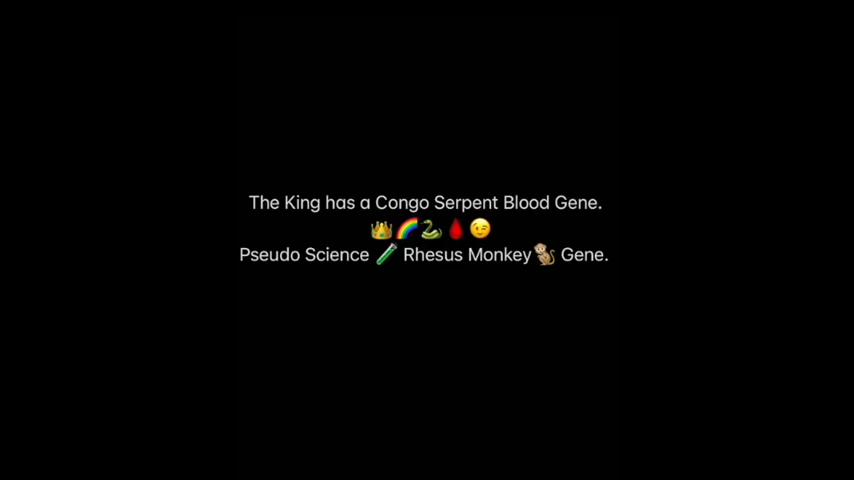 The King has a Congo Serpent Blood Gene.
👑🌈🐍🩸😉
Pseudo Science 🧪 Rhesus Monkey🐒 Gene.